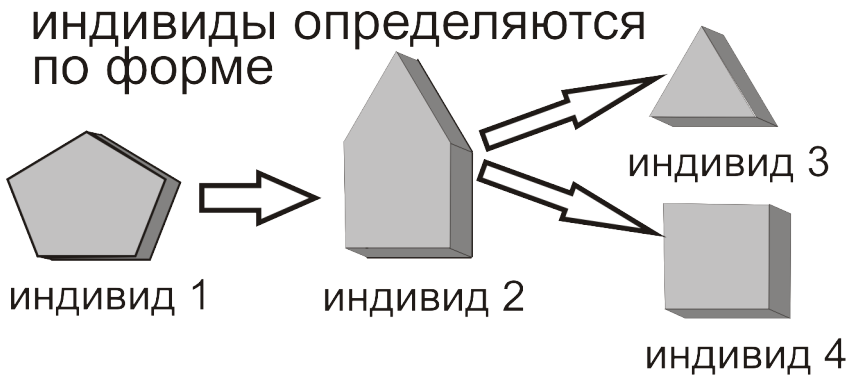 индивиды определяются
по форме
индивид 1
индивид 2
индивид 3
индивид 4